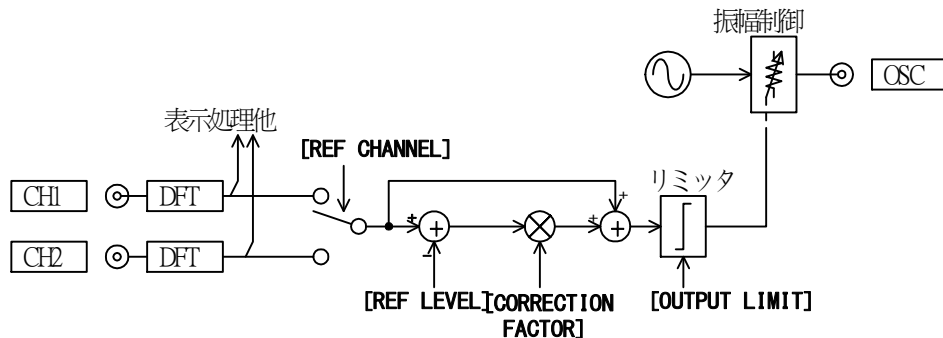 振幅制御
OSC
表示処理他
[REF CHANNEL]
CH1
DFT
リミッタ
CH2
DFT
[REF LEVEL]
[CORRECTION
FACTOR]
[OUTPUT LIMIT]